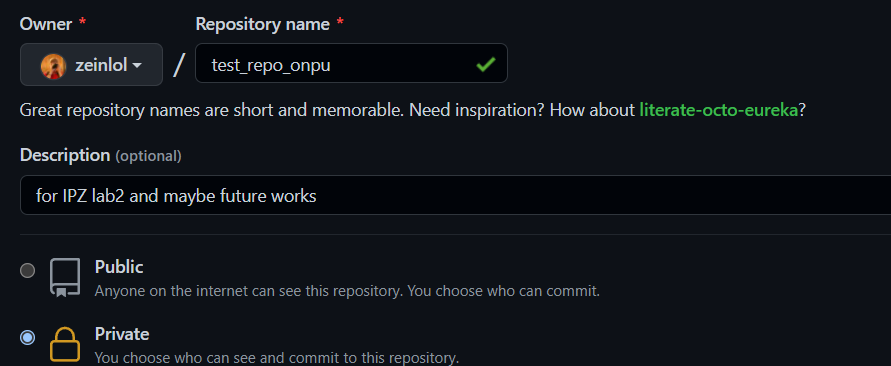 Owner * Repository name *
zeinlol / test_repo_onpu
Great repository names are short and memorable. Need inspiration? How about literate-octo-eureka?
Description (optional)
for IPZ lab2 and maybe future works
Public
Anyone on the internet can see this repository. You choose who can commit.
Private
You choose who can see and commit to this repository.